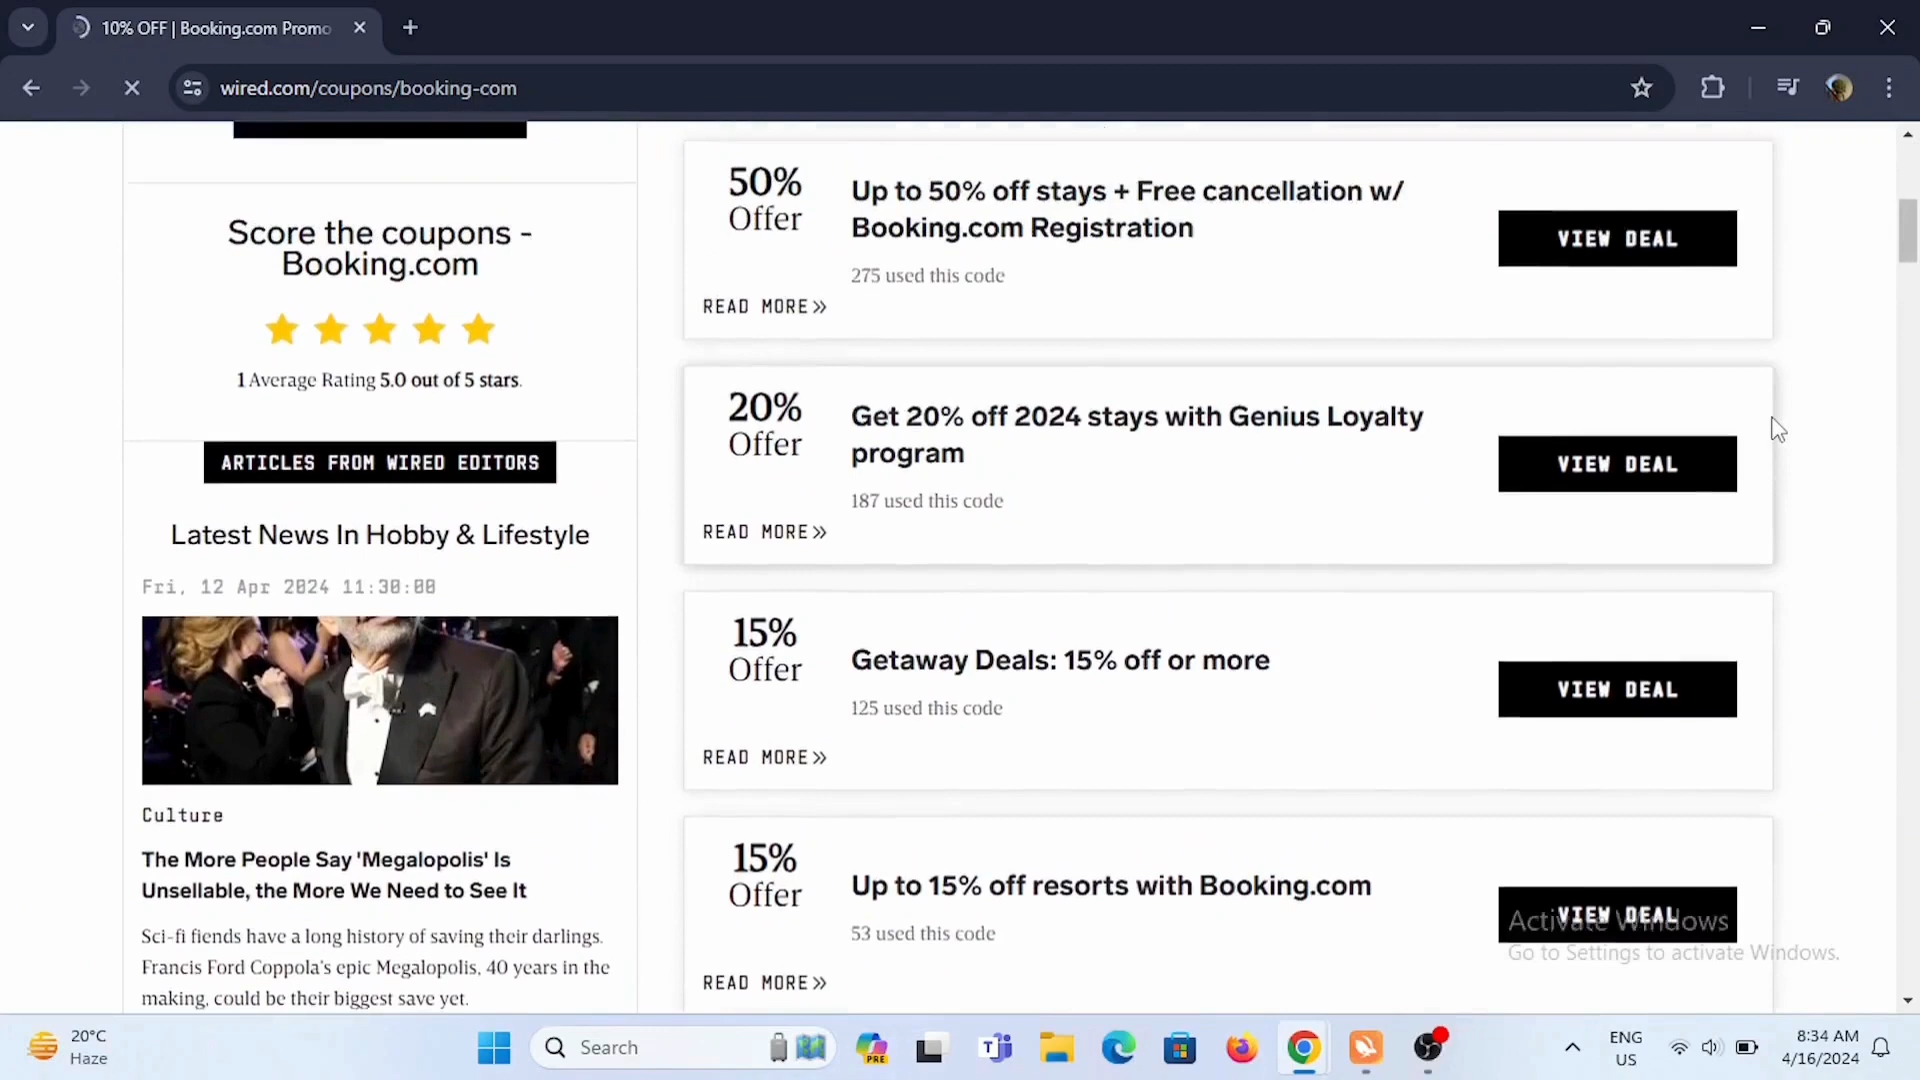 10% OFF | Booking.com Promo
wired.com/coupons/booking-com
Score the coupons -
Booking.com
1 Average Rating 5.0 out of 5 stars.
ARTICLES FROM WIRED EDITORS
Latest News In Hobby & Lifestyle
Fri, 12 Apr 2024 11:30:00
Culture
The More People Say 'Megalopolis' Is
Unsellable, the More We Need to See It
Sci-fi fiends have a long history of saving their darlings.
Francis Ford Coppola's epic Megalopolis, 40 years in the
making, could be their biggest save yet.
50%
Offer
Up to 50% off stays + Free cancellation w/
Booking.com Registration
275 used this code
READ MORE»
VIEW DEAL
20%
Offer
Get 20% off 2024 stays with Genius Loyalty
program
187 used this code
READ MORE»
VIEW DEAL
15%
Offer
Getaway Deals: 15% off or more
125 used this code
READ MORE»
VIEW DEAL
15%
Offer
Up to 15% off resorts with Booking.com
53 used this code
READ MORE»
VIEW DEAL
Activate Windows
Go to Settings to activate Windows.
20°C
Haze
Search
PRE
ENG
US
8:34 AM
4/16/2024